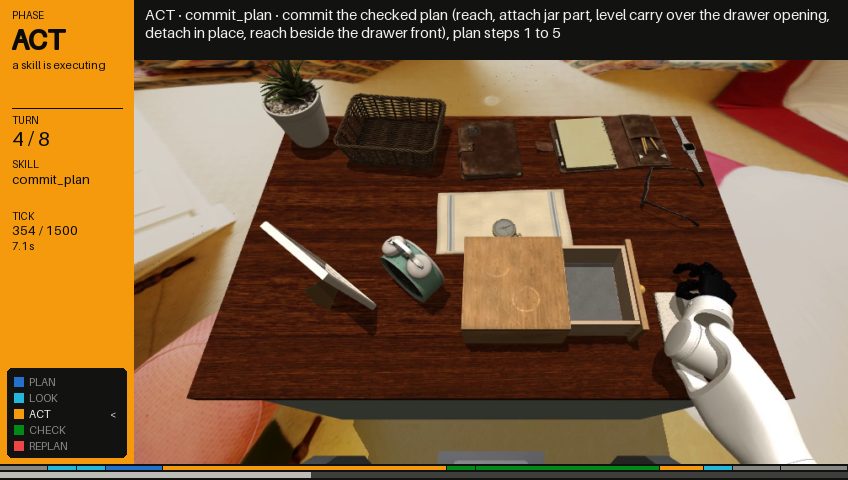 PHASE
ACT
a skill is executing
TURN
4 / 8
SKILL
commit_plan
TICK
354 / 1500
7.1s
PLAN
LOOK
ACT <
CHECK
REPLAN
ACT · commit_plan · commit the checked plan (reach, attach jar part, level carry over the drawer opening,
detach in place, reach beside the drawer front), plan steps 1 to 5